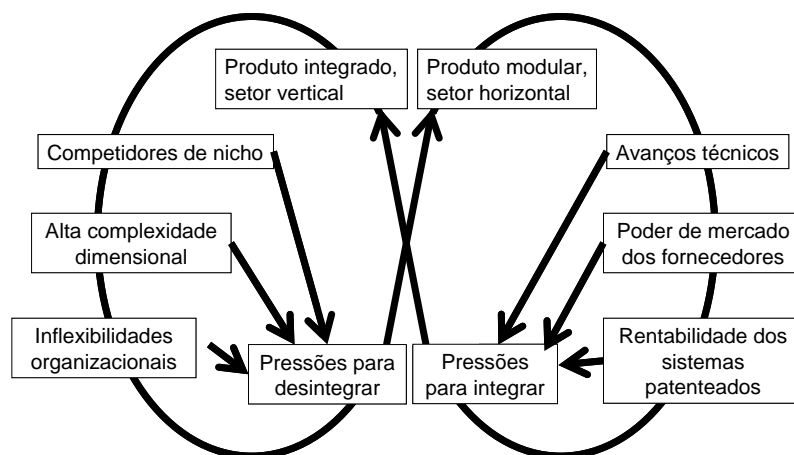 Produto integrado,
setor vertical
Produto modular,
setor horizontal
Competidores de nicho
Avanços técnicos
Alta complexidade
dimensional
Poder de mercado
dos fornecedores
Inflexibilidades
organizacionais
Pressões para
desintegrar
Pressões
para integrar
Rentabilidade dos
sistemas
patenteados